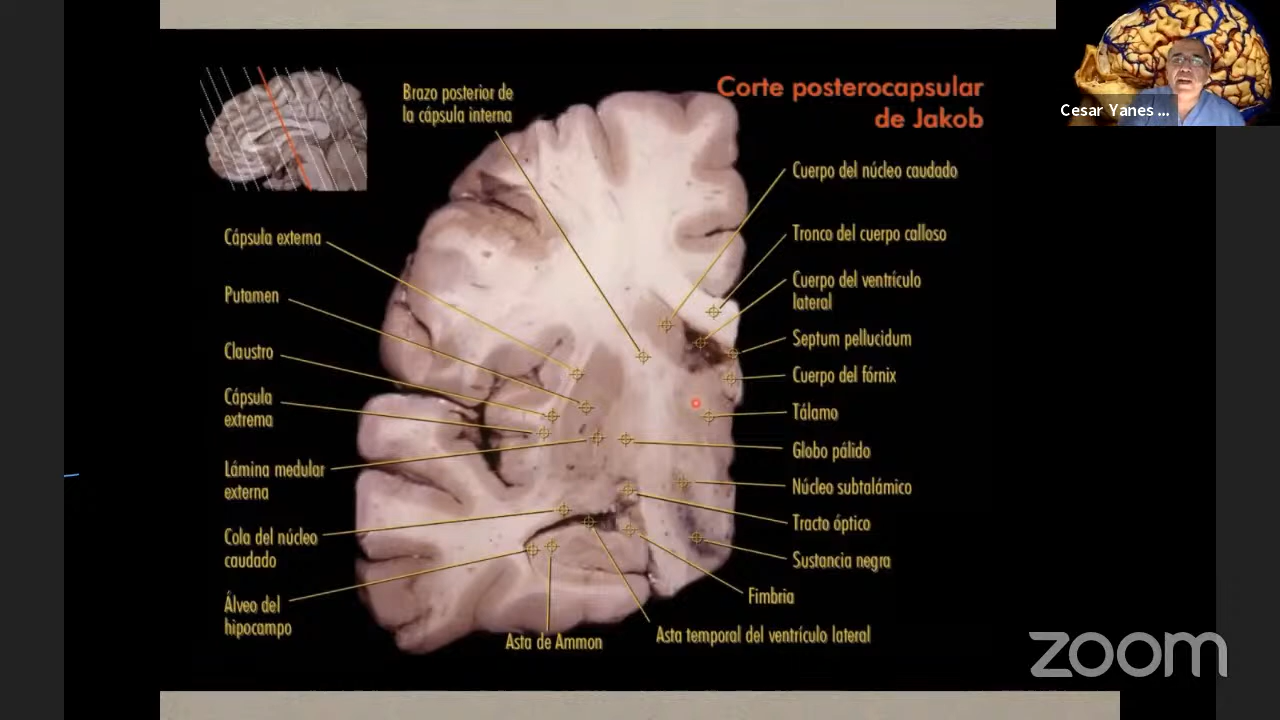 Corte posterocapsular
de Jakob
Brazo posterior de
la cápsula interna
Cápsula externa
Putamen
Claustro
Cápsula
extrema
Lámina medular
externa
Cola del núcleo
caudado
Álveo del
hipocampo
Asta de Ammon
Cuerpo del núcleo caudado
Tronco del cuerpo calloso
Cuerpo del ventrículo
lateral
Septum pellucidum
Cuerpo del fórnix
Tálamo
Globo pálido
Núcleo subtalámico
Tracto óptico
Sustancia negra
Fimbria
Asta temporal del ventrículo lateral
Cesar Yanes ...
zoom